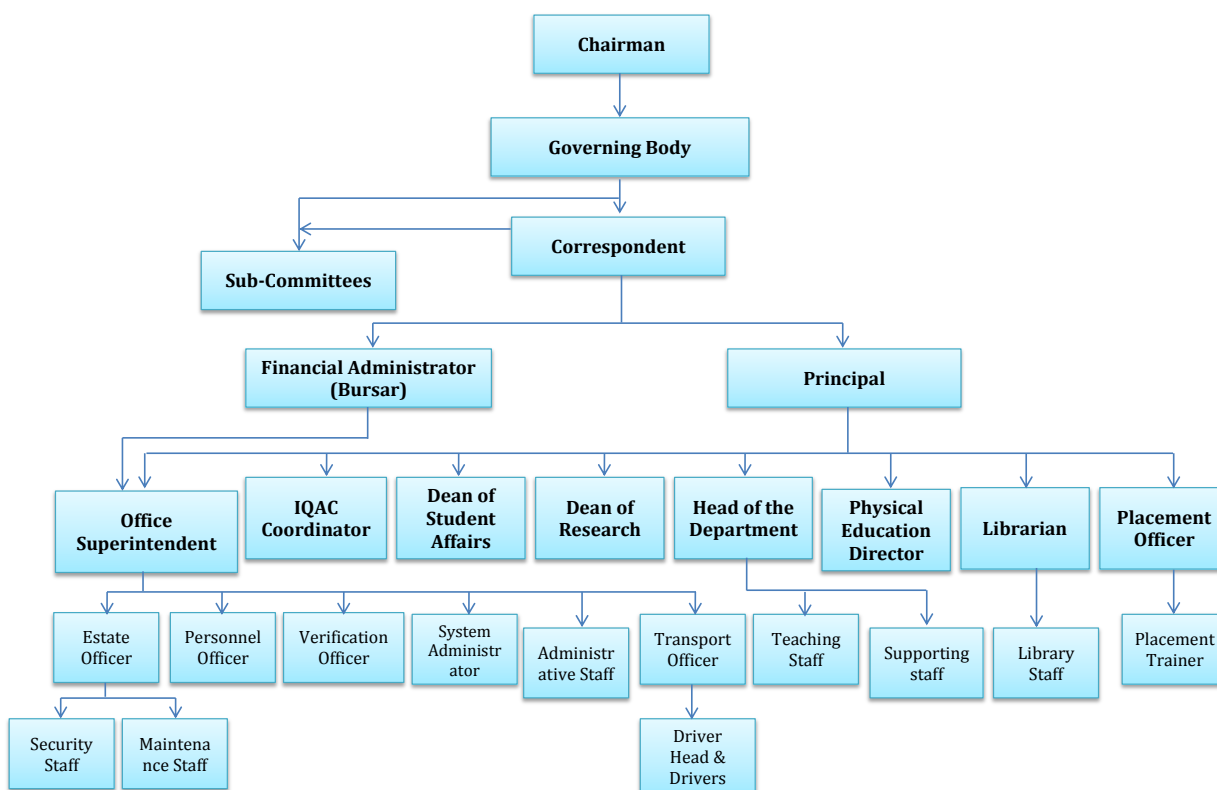 Chairman
Governing Body
Correspondent
Sub-Committees
Financial Administrator
(Bursar)
Principal
Office
Superintendent
IQAC
Coordinator
Dean of
Student
Affairs
Dean of
Research
Head of the
Department
Physical
Education
Director
Librarian
Placement
Officer
Estate
Officer
Personnel
Officer
Verification
Officer
System
Administr
ator
Administr
ative Staff
Transport
Officer
Teaching
Staff
Supporting
staff
Library
Staff
Placement
Trainer
Security
Staff
Maintena
nce Staff
Driver
Head &
Drivers